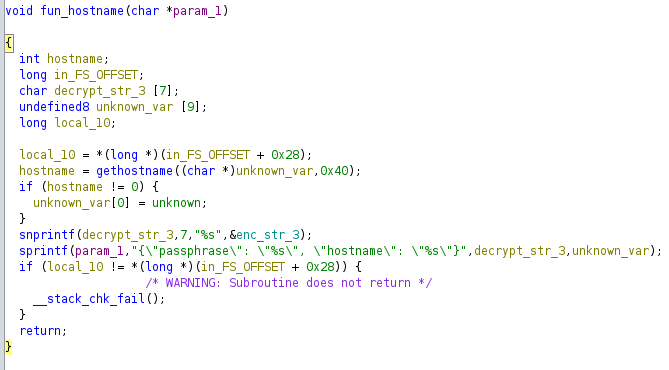 void fun_hostname(char *param_1)
{
int hostname;
long in_FS_OFFSET;
char decrypt_str_3 [7];
undefined8 unknown_var [9];
long local_10;
local_10 = *(long *)(in_FS_OFFSET + 0x28);
hostname = gethostname((char *)unknown_var,0x40);
if (hostname != 0) {
unknown_var[0] = unknown;
}
snprintf(decrypt_str_3,7,"%s",&enc_str_3);
sprintf(param_1,"{\"passphrase\": \"%s\", \"hostname\": \"%s\"}",decrypt_str_3,unknown_var);
if (local_10 != *(long *)(in_FS_OFFSET + 0x28)) {
/* WARNING: Subroutine does not return */
__stack_chk_fail();
}
return;
}